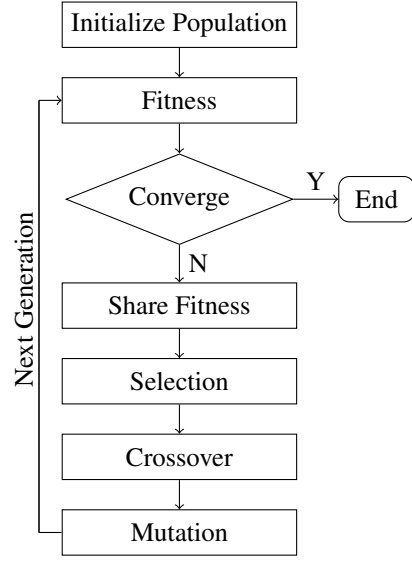 Initialize Population
Fitness
Converge
Y
End
N
Share Fitness
Selection
Crossover
Mutation
Next Generation